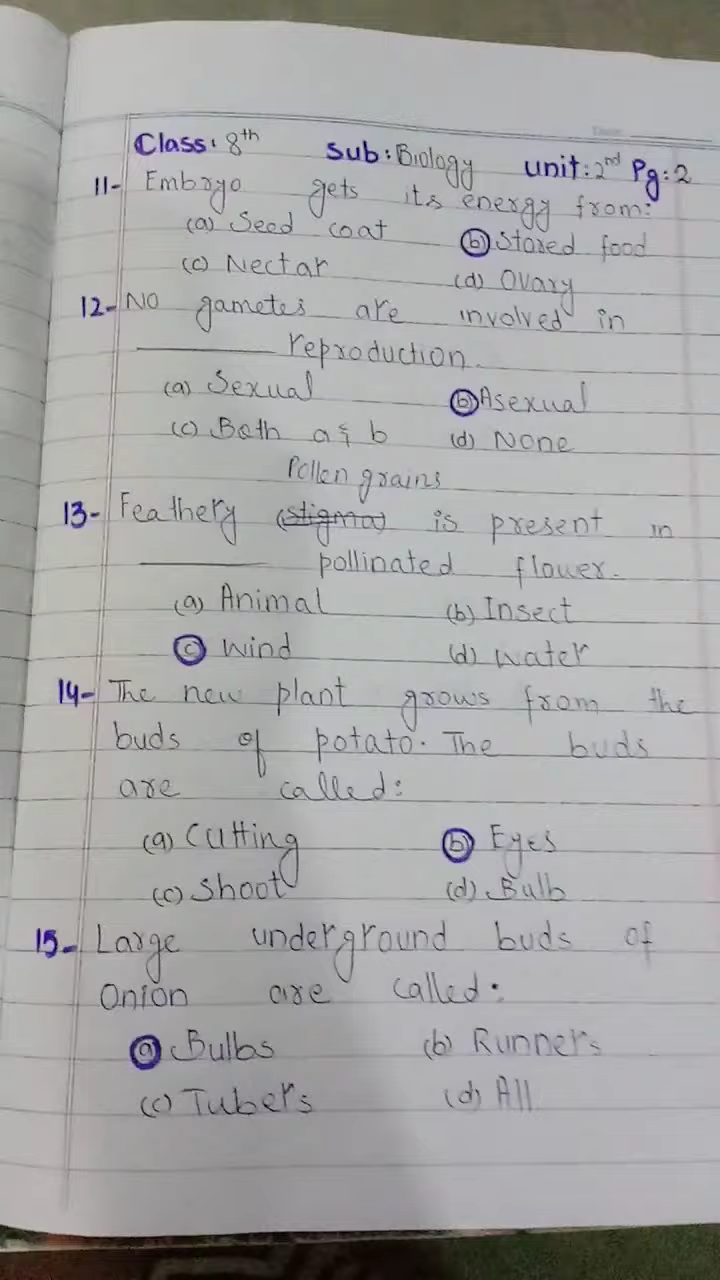 Class: 8th Sub: Biology unit: 2nd Pg: 2
11- Embryo gets its energy from:
(a) Seed coat (b) Stored food
(c) Nectar (d) Ovary
12- No gametes are involved in
________ reproduction.
(a) Sexual (b) Asexual
(c) Both a & b (d) None
Pollen grains
13- Feathery (stigma) is present in
________ pollinated flower.
(a) Animal (b) Insect
(c) Wind (d) Water
14- The new plant grows from the
buds of potato. The buds
are called:
(a) Cutting (b) Eyes
(c) Shoot (d) Bulb
15- Large underground buds of
Onion are called:
(a) Bulbs (b) Runners
(c) Tubers (d) All